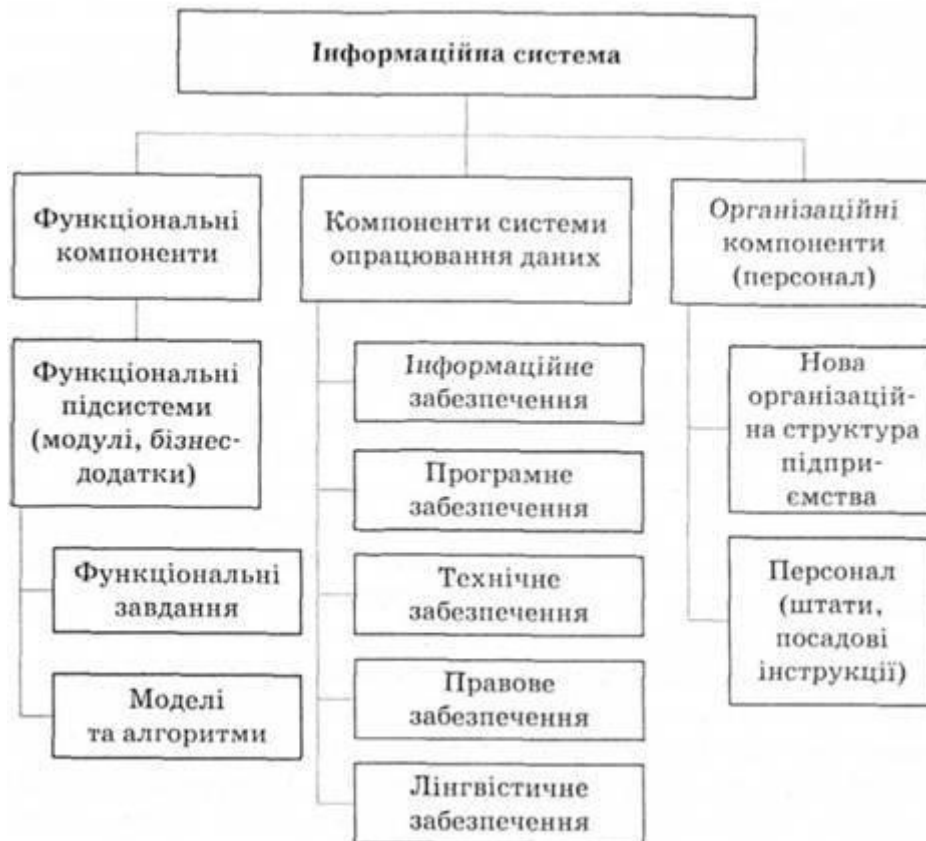 Інформаційна система
Функціональні
компоненти
Компоненти системи
опрацювання даних
Організаційні
компоненти
(персонал)
Функціональні
підсистеми
(модулі, бізнес-
додатки)
Функціональні
завдання
Моделі
та алгоритми
Інформаційне
забезпечення
Програмне
забезпечення
Технічне
забезпечення
Правове
забезпечення
Лінгвістичне
забезпечення
Нова
організацій-
на структура
підпри-
ємства
Персонал
(штати,
посадові
інструкції)